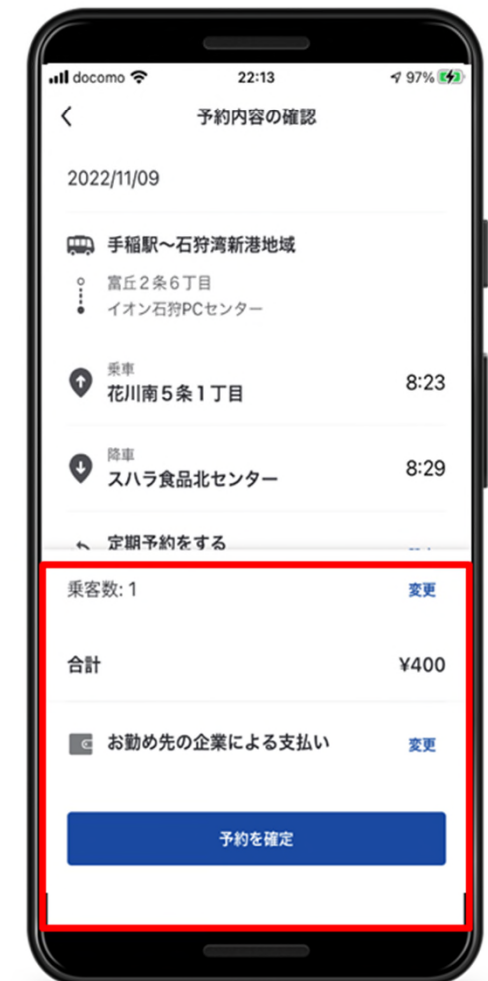 docomo 22:13 97%
予約内容の確認
2022/11/09
手稲駅〜石狩湾新港地域
富丘2条6丁目
イオン石狩PCセンター
乗車
花川南5条1丁目 8:23
降車
スハラ食品北センター 8:29
定期予約をする
乗客数: 1 変更
合計 ¥400
お勤め先の企業による支払い 変更
予約を確定